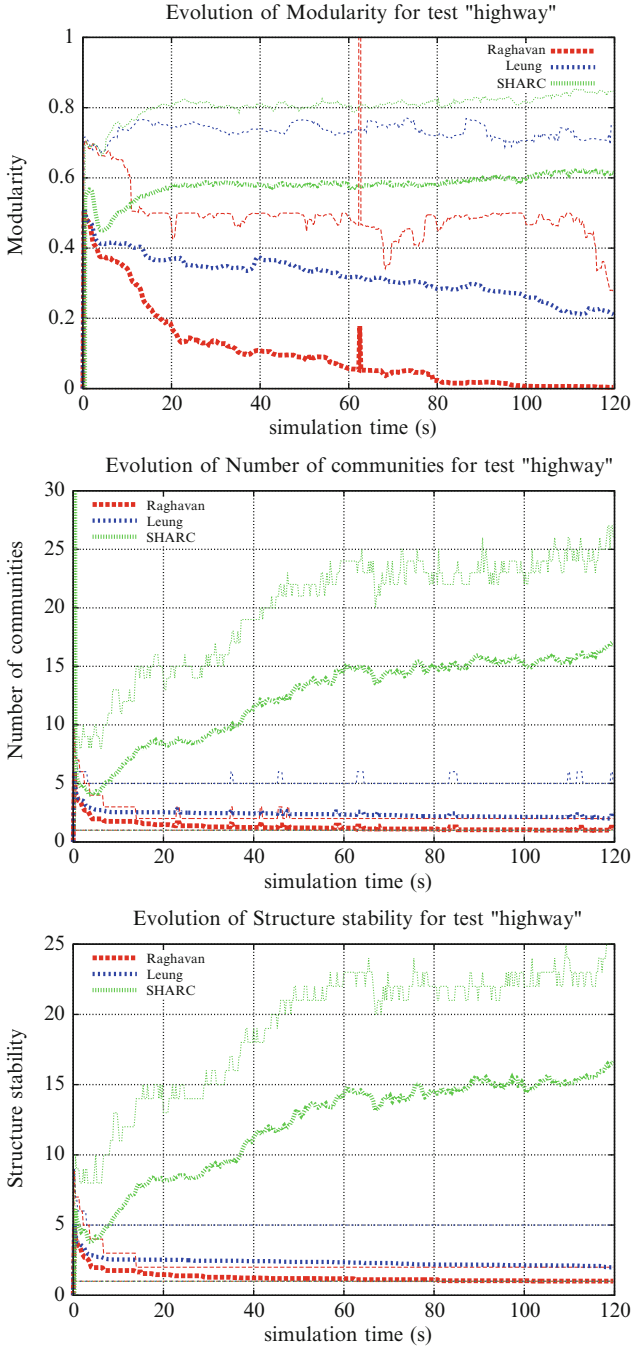 Evolution of Modularity for test "highway"
Modularity
1
0.8
0.6
0.4
0.2
0
Raghavan
Leung
SHARC
0 20 40 60 80 100 120
simulation time (s)
Evolution of Number of communities for test "highway"
Number of communities
30
25
20
15
10
5
0
Raghavan
Leung
SHARC
0 20 40 60 80 100 120
simulation time (s)
Evolution of Structure stability for test "highway"
Structure stability
25
20
15
10
5
0
Raghavan
Leung
SHARC
0 20 40 60 80 100 120
simulation time (s)